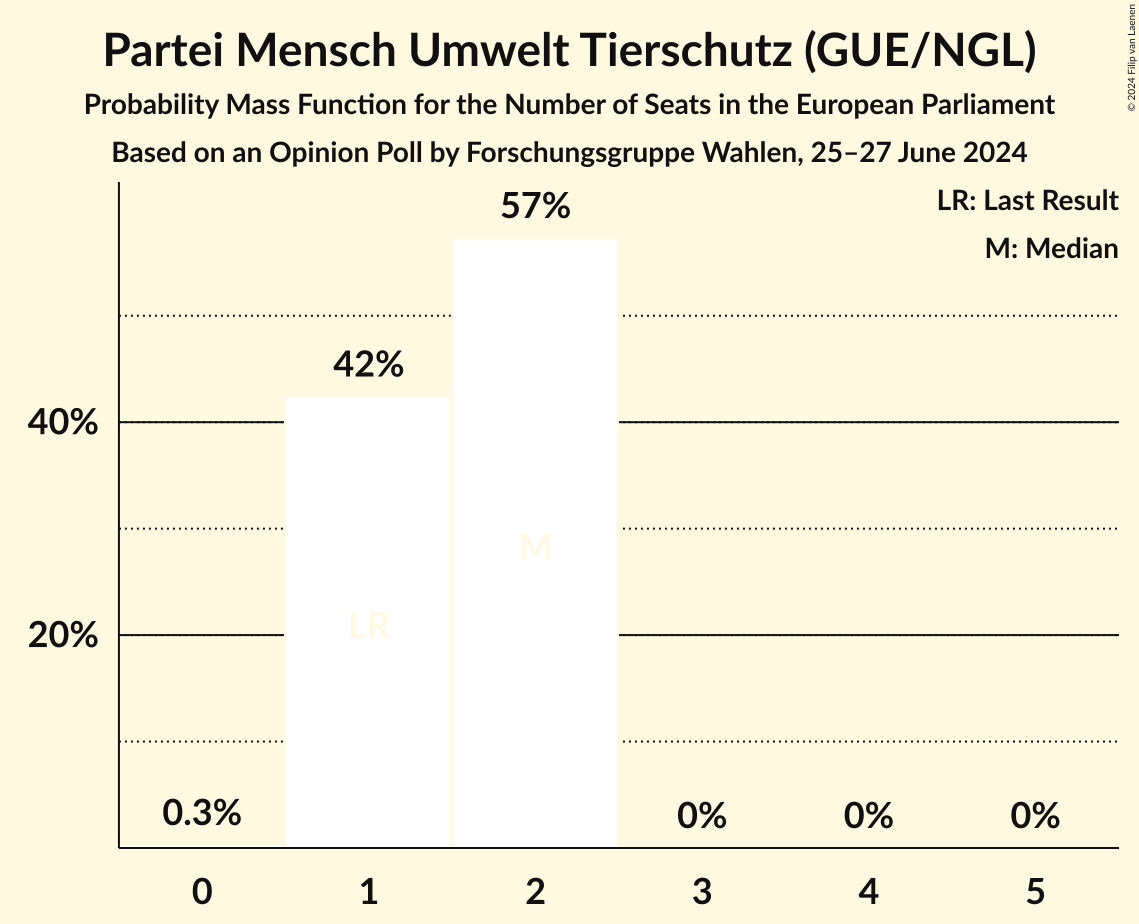 Partei Mensch Umwelt Tierschutz (GUE/NGL)
Probability Mass Function for the Number of Seats in the European Parliament
Based on an Opinion Poll by Forschungsgruppe Wahlen, 25–27 June 2024
© 2024 Filip van Laenen
LR: Last Result
M: Median
57%
42%
40%
M
LR
20%
0.3%
0%
0%
0%
0
1
2
3
4
5